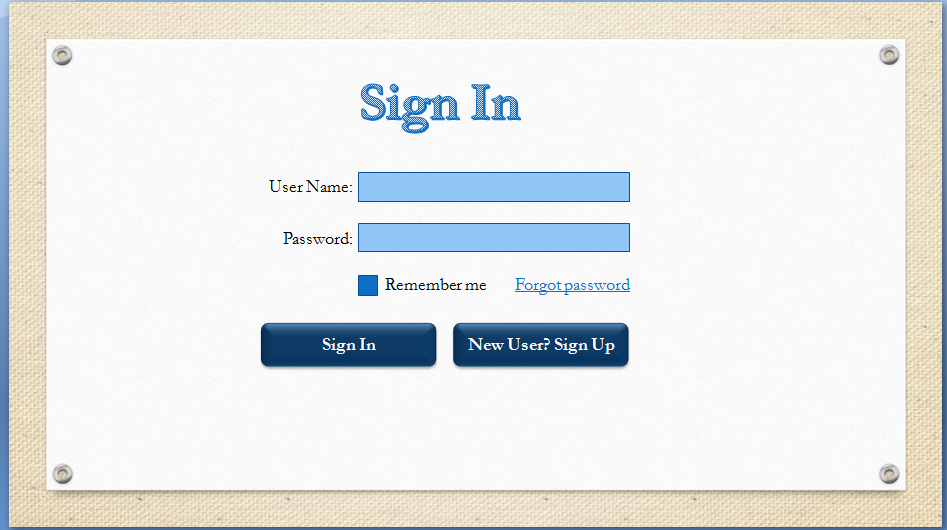 Sign In
User Name:
Password:
Remember me Forgot password
Sign In New User? Sign Up